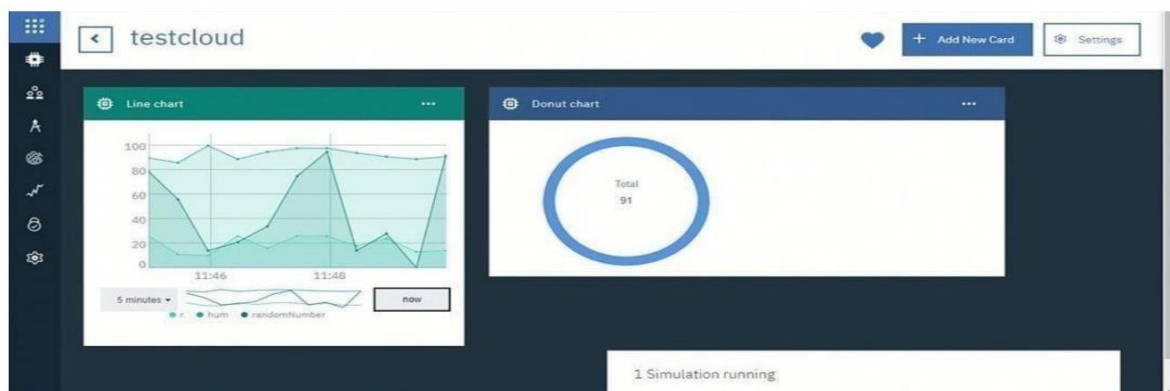 testcloud
+ Add New Card
Settings
Line chart
...
Donut chart
...
100
80
60
40
20
0
11:46
11:48
5 minutes
now
r
hum
randomNumber
Total
91
1 Simulation running